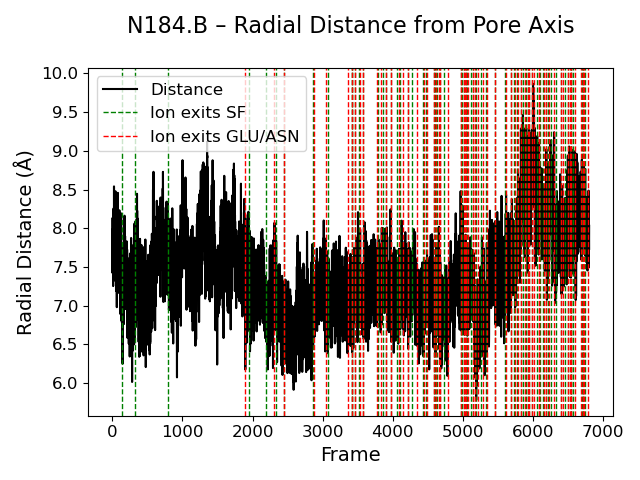 N184.B – Radial Distance from Pore Axis
Radial Distance (Å)
10.0
9.5
9.0
8.5
8.0
7.5
7.0
6.5
6.0
Distance
Ion exits SF
Ion exits GLU/ASN
0 1000 2000 3000 4000 5000 6000 7000
Frame